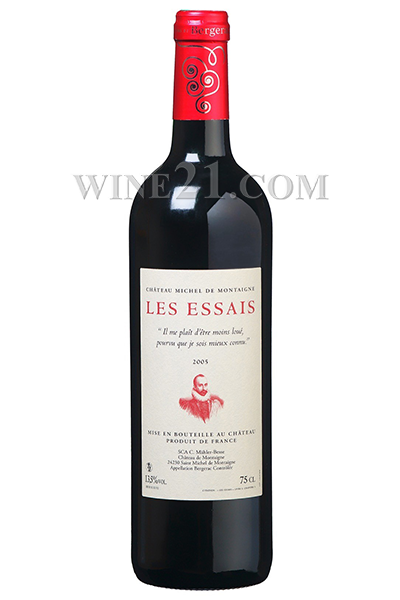 Berger
WINE21.COM
CHÂTEAU MICHEL DE MONTAIGNE
LES ESSAIS
“ Il me plaît d'être moins loué,
pourvu que je sois mieux connu.”
2005
MISE EN BOUTEILLE AU CHÂTEAU
PRODUIT DE FRANCE
SCA C. Mähler-Besse
Château de Montaigne
24230 Saint Michel de Montaigne
Appellation Bergerac Contrôlée
13.5%VOL.
75 CL